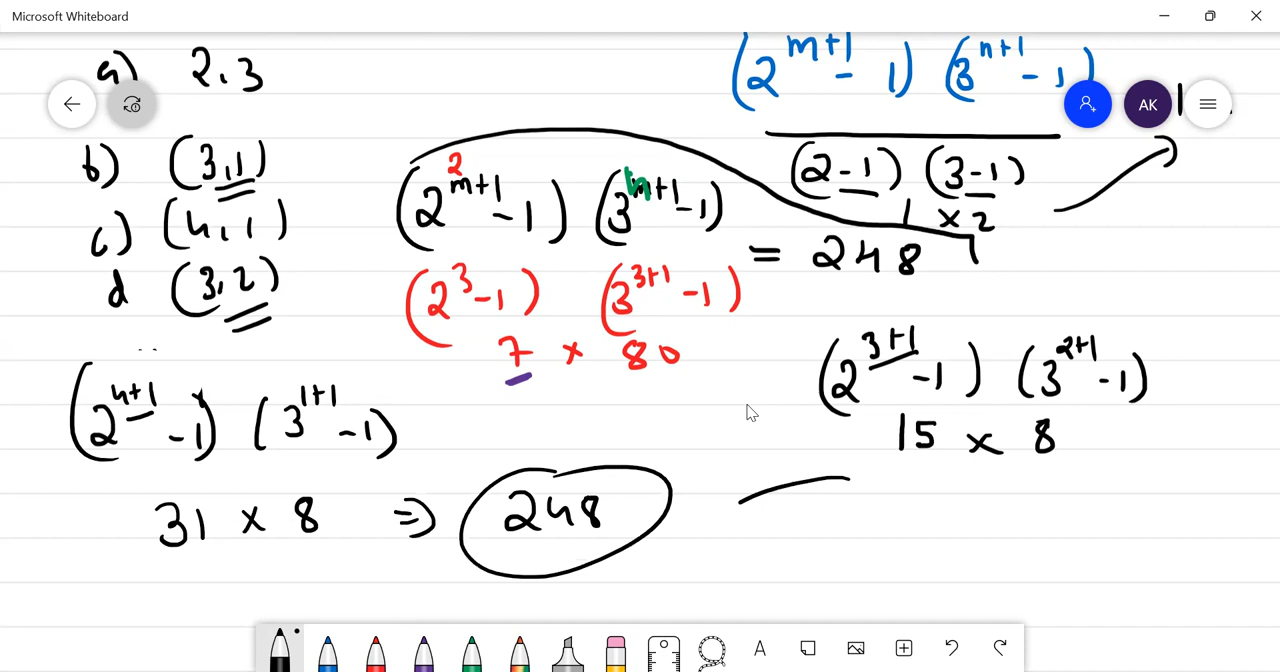 Microsoft Whiteboard
a) 2,3
(2^{m+1} - 1) (3^{n+1} - 1)
AK
(2-1) (3-1)
1 x 2
b) (3,1)
c) (4,1)
d (3,2)
2
(2^{m+1} - 1) (3^{n+1} - 1)
= 248
(2^3 - 1) (3^{3+1} - 1)
7 x 80
(2^{3+1} - 1) (3^{2+1} - 1)
15 x 8
(2^{4+1} - 1) (3^{1+1} - 1)
31 x 8 ⇒ 248
A